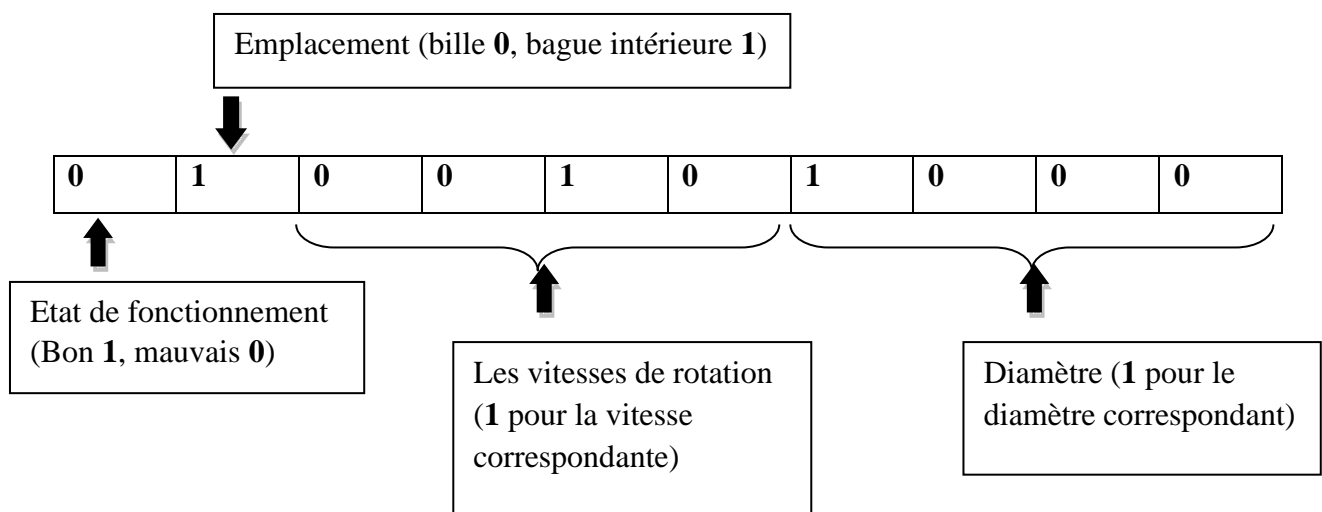 Emplacement (bille 0, bague intérieure 1)
0 1 0 0 1 0 1 0 0 0
Etat de fonctionnement
(Bon 1, mauvais 0)
Les vitesses de rotation
(1 pour la vitesse
correspondante)
Diamètre (1 pour le
diamètre correspondant)